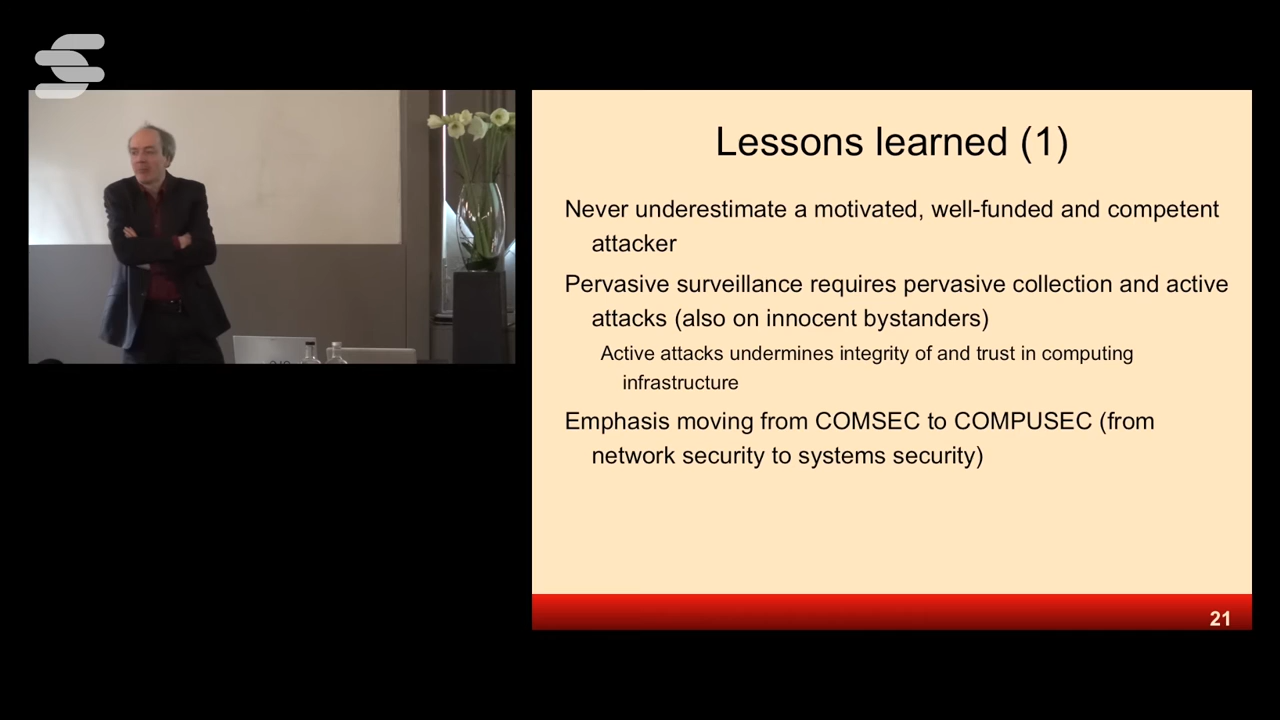 Lessons learned (1)
Never underestimate a motivated, well-funded and competent
attacker
Pervasive surveillance requires pervasive collection and active
attacks (also on innocent bystanders)
Active attacks undermines integrity of and trust in computing
infrastructure
Emphasis moving from COMSEC to COMPUSEC (from
network security to systems security)
21